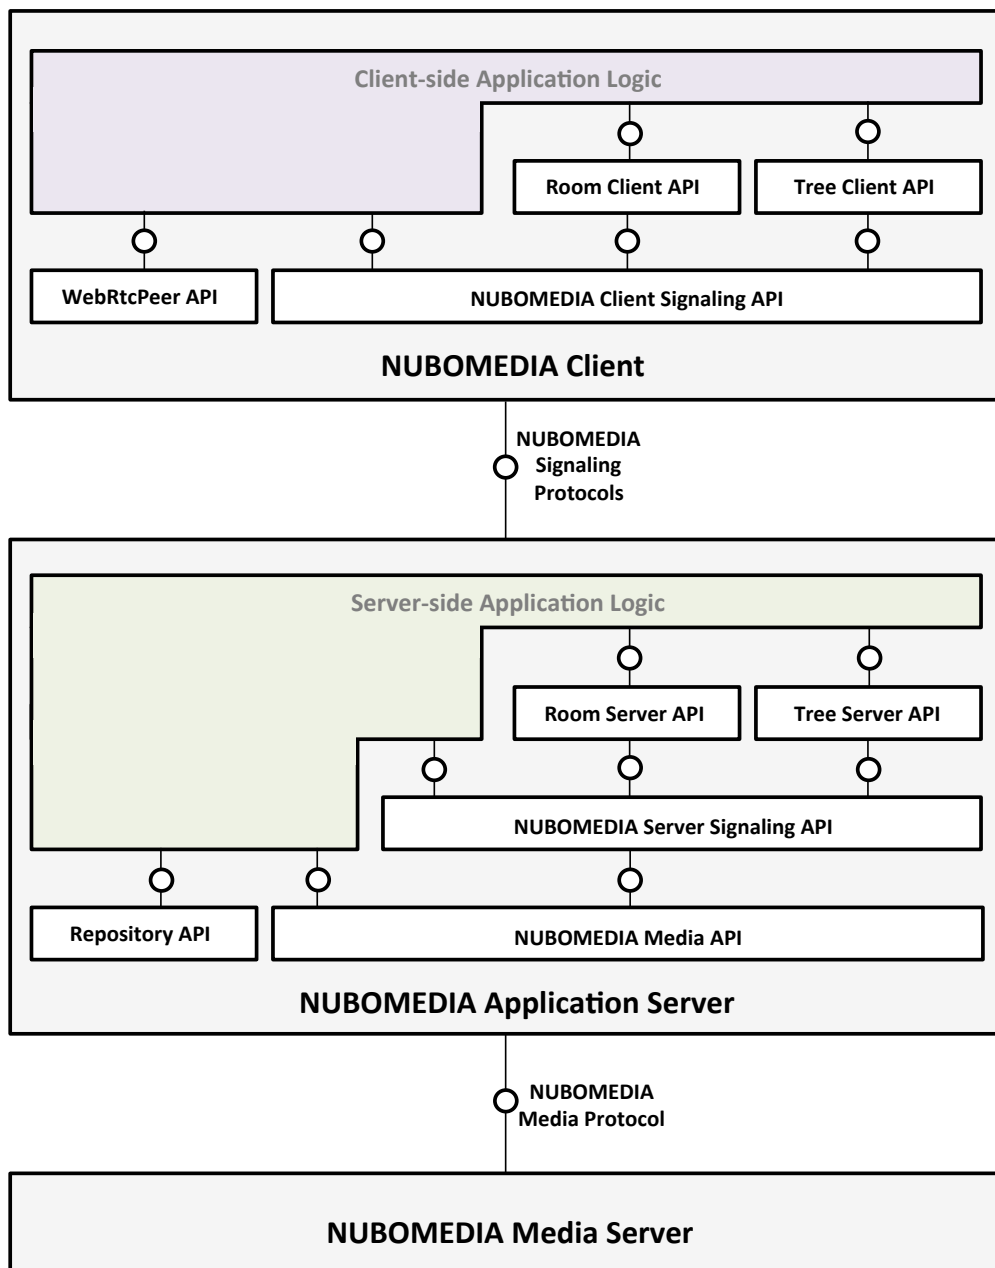 Client-side Application Logic
Room Client API
Tree Client API
WebRtcPeer API
NUBOMEDIA Client Signaling API
NUBOMEDIA Client
NUBOMEDIA
Signaling
Protocols
Server-side Application Logic
Room Server API
Tree Server API
NUBOMEDIA Server Signaling API
Repository API
NUBOMEDIA Media API
NUBOMEDIA Application Server
NUBOMEDIA
Media Protocol
NUBOMEDIA Media Server